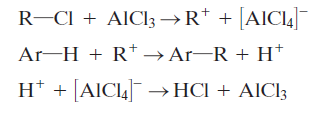 R—Cl + AlCl₃ → R⁺ + [AlCl₄]⁻
Ar—H + R⁺ → Ar—R + H⁺
H⁺ + [AlCl₄]⁻ → HCl + AlCl₃